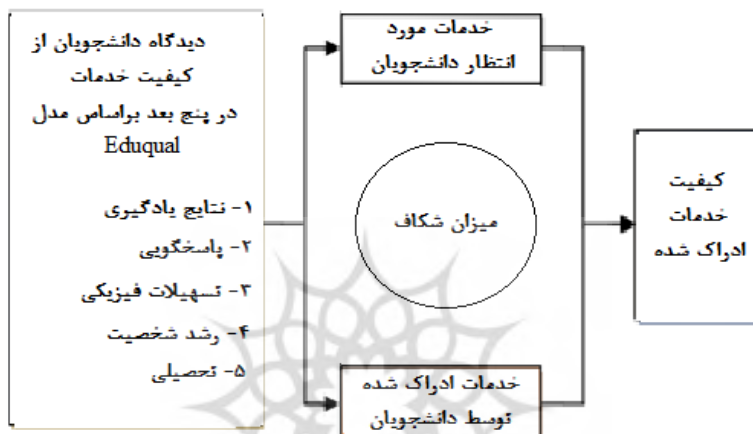 دیدگاه دانشجویان از
کیفیت خدمات
در پنج بعد براساس مدل
Eduqual
۱- نتایج یادگیری
۲- پاسخگویی
۳- تسهیلات فیزیکی
۴- رشد شخصیت
۵- تحصیلی
خدمات مورد
انتظار دانشجویان
میزان شکاف
خدمات ادراک شده
توسط دانشجویان
کیفیت
خدمات
ادراک شده